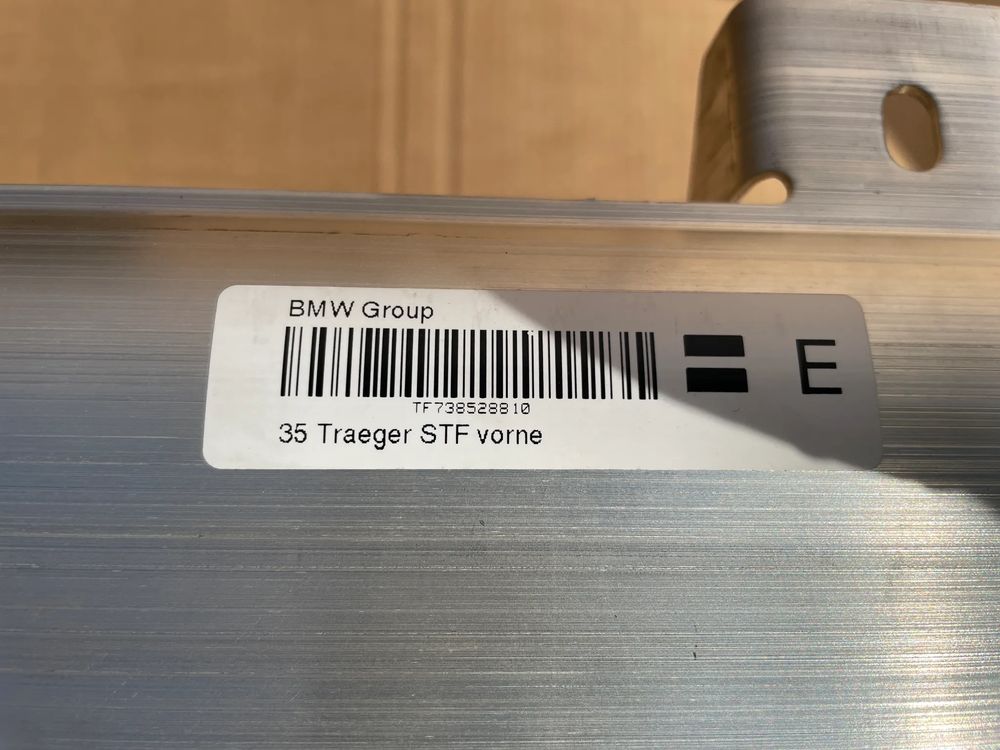 BMW Group
TF738528810
35 Traeger STF vorne
E